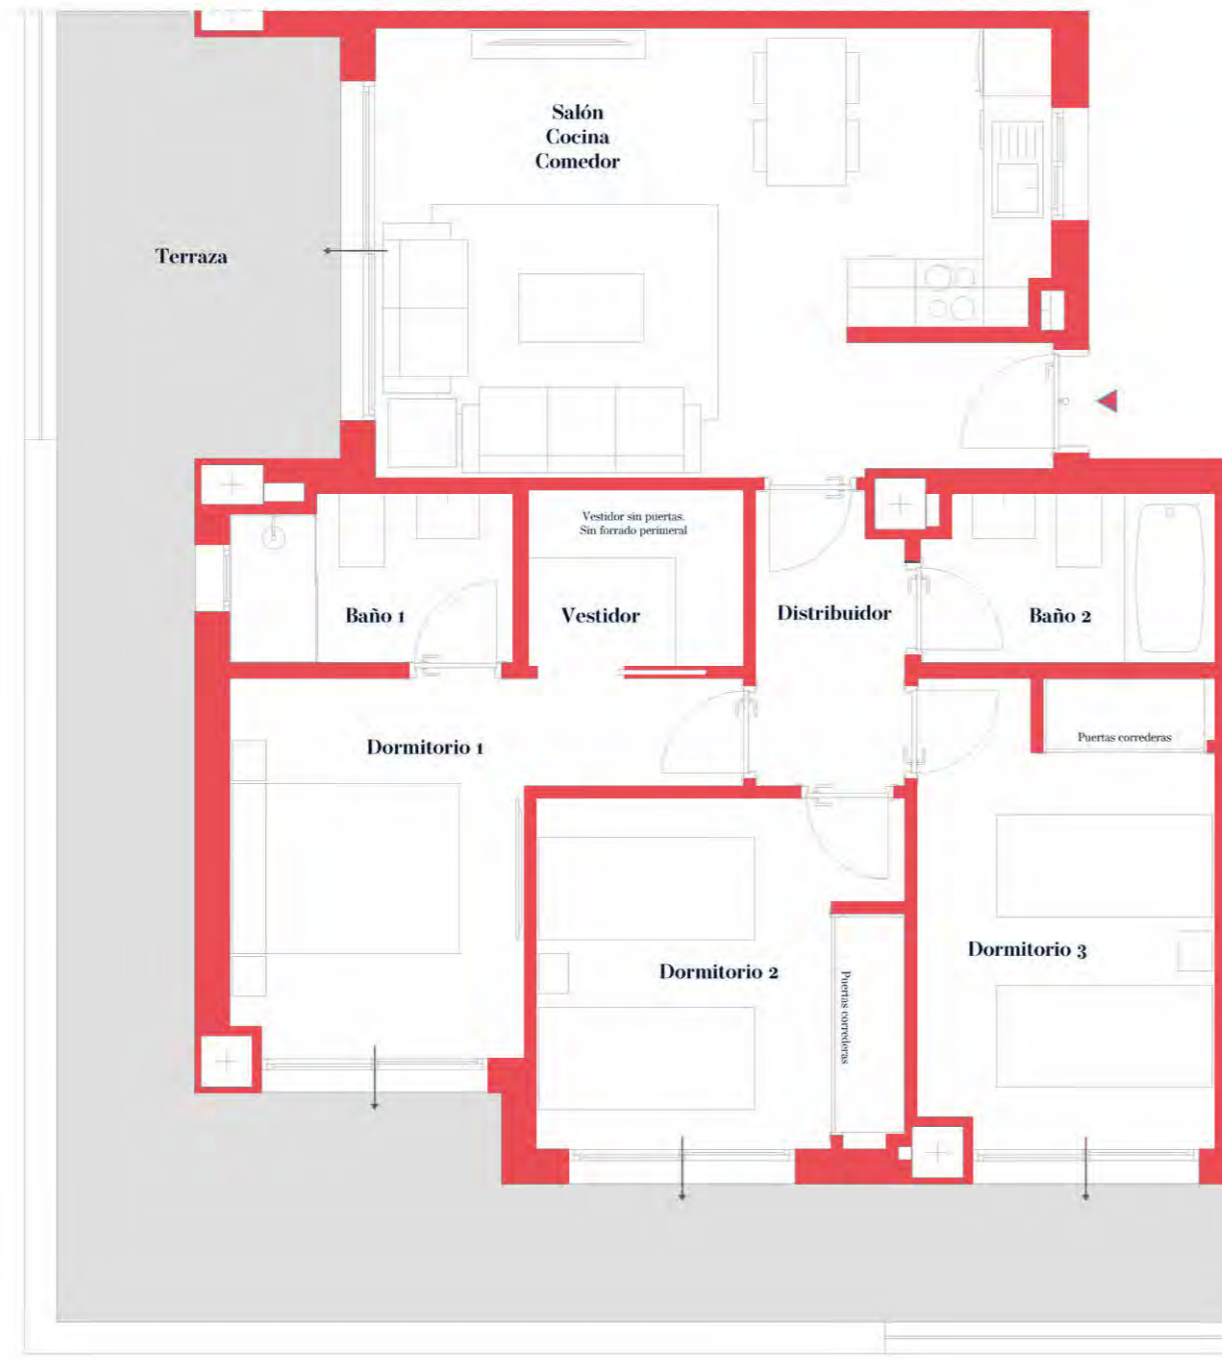 Salón
Cocina
Comedor
Terraza
Vestidor sin puertas.
Sin forrado perimeral
Baño 1
Vestidor
Distribuidor
Baño 2
Dormitorio 1
Puertas correderas
Dormitorio 2
Puertas correderas
Dormitorio 3